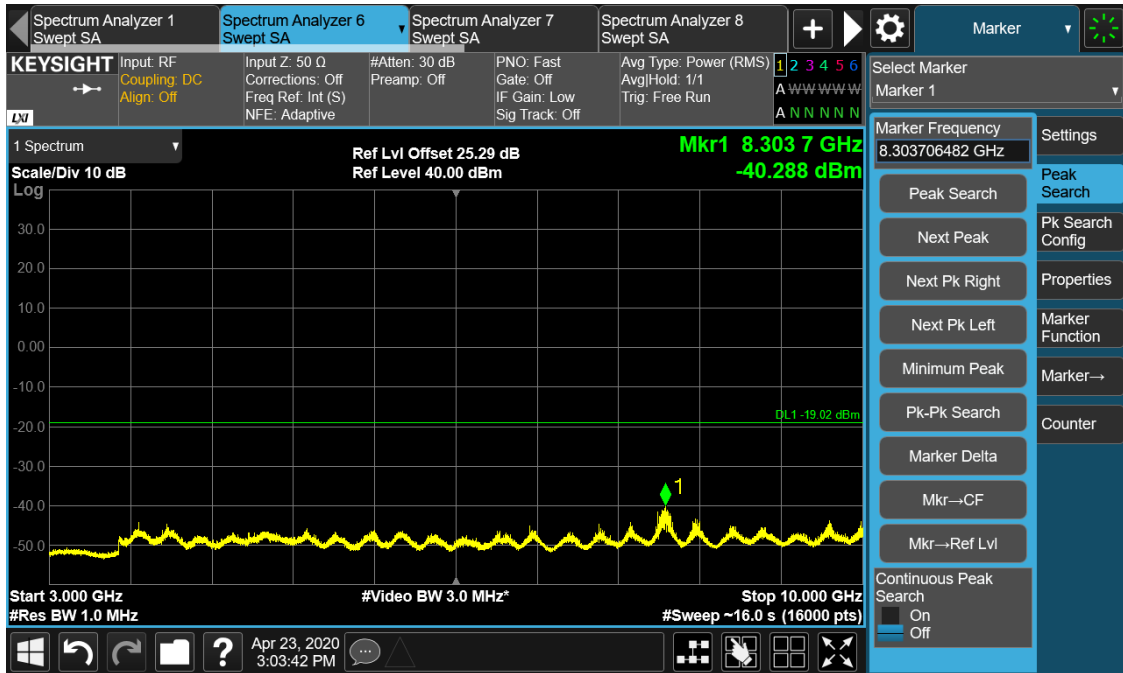 Spectrum Analyzer 1
Swept SA
Spectrum Analyzer 6
Swept SA
Spectrum Analyzer 7
Swept SA
Spectrum Analyzer 8
Swept SA
+
Marker
KEYSIGHT
LXI
Input: RF
Coupling: DC
Align: Off
Input Z: 50 Ω
Corrections: Off
Freq Ref: Int (S)
NFE: Adaptive
#Atten: 30 dB
Preamp: Off
PNO: Fast
Gate: Off
IF Gain: Low
Sig Track: Off
Avg Type: Power (RMS)
Avg|Hold: 1/1
Trig: Free Run
1 2 3 4 5 6
A W W W W W
A N N N N N
Select Marker
Marker 1
1 Spectrum
Scale/Div 10 dB
Log
Ref Lvl Offset 25.29 dB
Ref Level 40.00 dBm
Mkr1 8.303 7 GHz
-40.288 dBm
30.0
20.0
10.0
0.00
-10.0
-20.0
-30.0
-40.0
-50.0
DL1 -19.02 dBm
1
Start 3.000 GHz
#Res BW 1.0 MHz
#Video BW 3.0 MHz*
Stop 10.000 GHz
#Sweep ~16.0 s (16000 pts)
Marker Frequency
8.303706482 GHz
Peak Search
Next Peak
Next Pk Right
Next Pk Left
Minimum Peak
Pk-Pk Search
Marker Delta
Mkr→CF
Mkr→Ref Lvl
Continuous Peak
Search
On
Off
Settings
Peak
Search
Pk Search
Config
Properties
Marker
Function
Marker→
Counter
?
Apr 23, 2020
3:03:42 PM